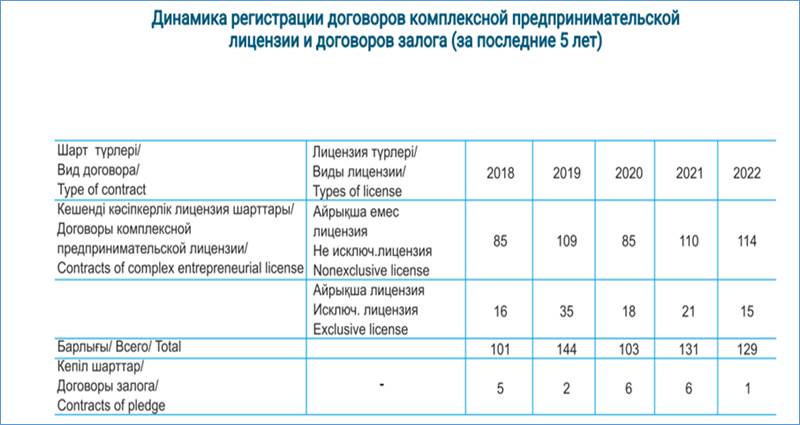 Динамика регистрации договоров комплексной предпринимательской
лицензии и договоров залога (за последние 5 лет)
Шарт түрлері/
Вид договора/
Type of contract
Лицензия түрлері/
Виды лицензии/
Types of license
2018 2019 2020 2021 2022
Кешенді кәсіпкерлік лицензия шарттары/
Договоры комплексной
предпринимательской лицензии/
Contracts of complex entrepreneurial license
Айрықша емес
лицензия
Не исключ.лицензия
Nonexclusive license
85 109 85 110 114
Айрықша лицензия
Исключ. лицензия
Exclusive license
16 35 18 21 15
Барлығы/ Всего/ Total 101 144 103 131 129
Кепіл шарттар/
Договоры залога/
Contracts of pledge
- 5 2 6 6 1